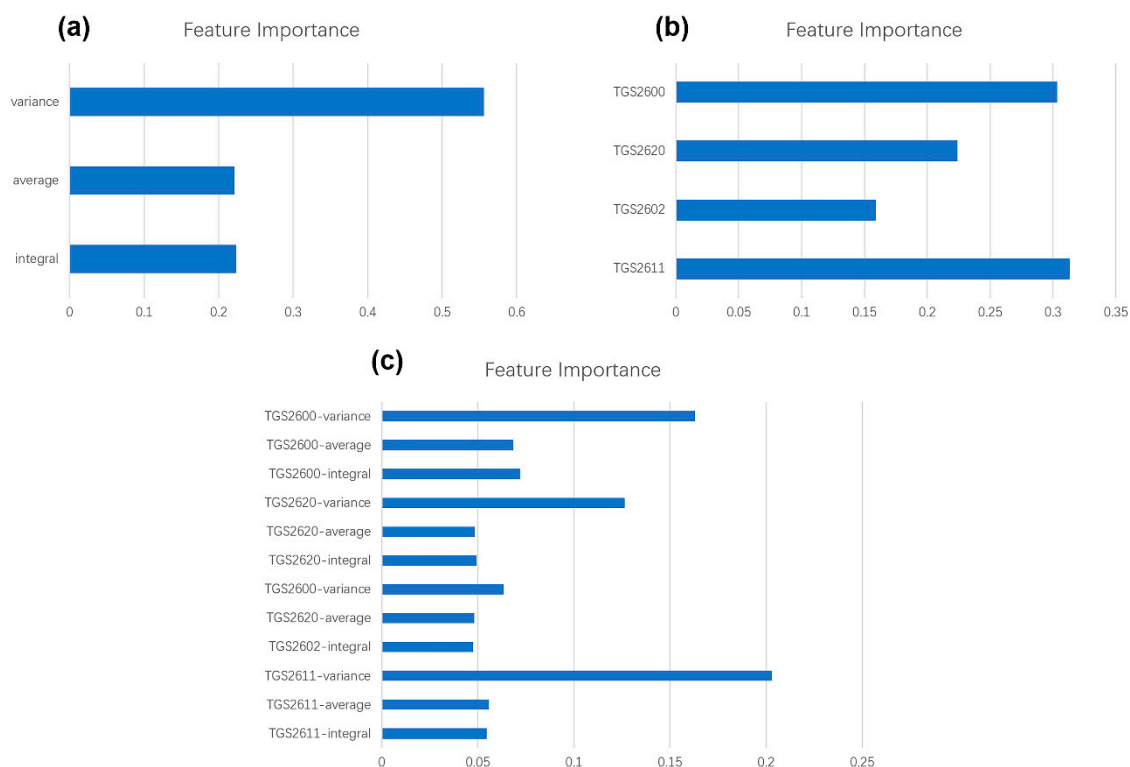 (a)
Feature Importance
variance
average
integral
0 0.1 0.2 0.3 0.4 0.5 0.6
(b)
Feature Importance
TGS2600
TGS2620
TGS2602
TGS2611
0 0.05 0.1 0.15 0.2 0.25 0.3 0.35
(c)
Feature Importance
TGS2600-variance
TGS2600-average
TGS2600-integral
TGS2620-variance
TGS2620-average
TGS2620-integral
TGS2600-variance
TGS2620-average
TGS2602-integral
TGS2611-variance
TGS2611-average
TGS2611-integral
0 0.05 0.1 0.15 0.2 0.25